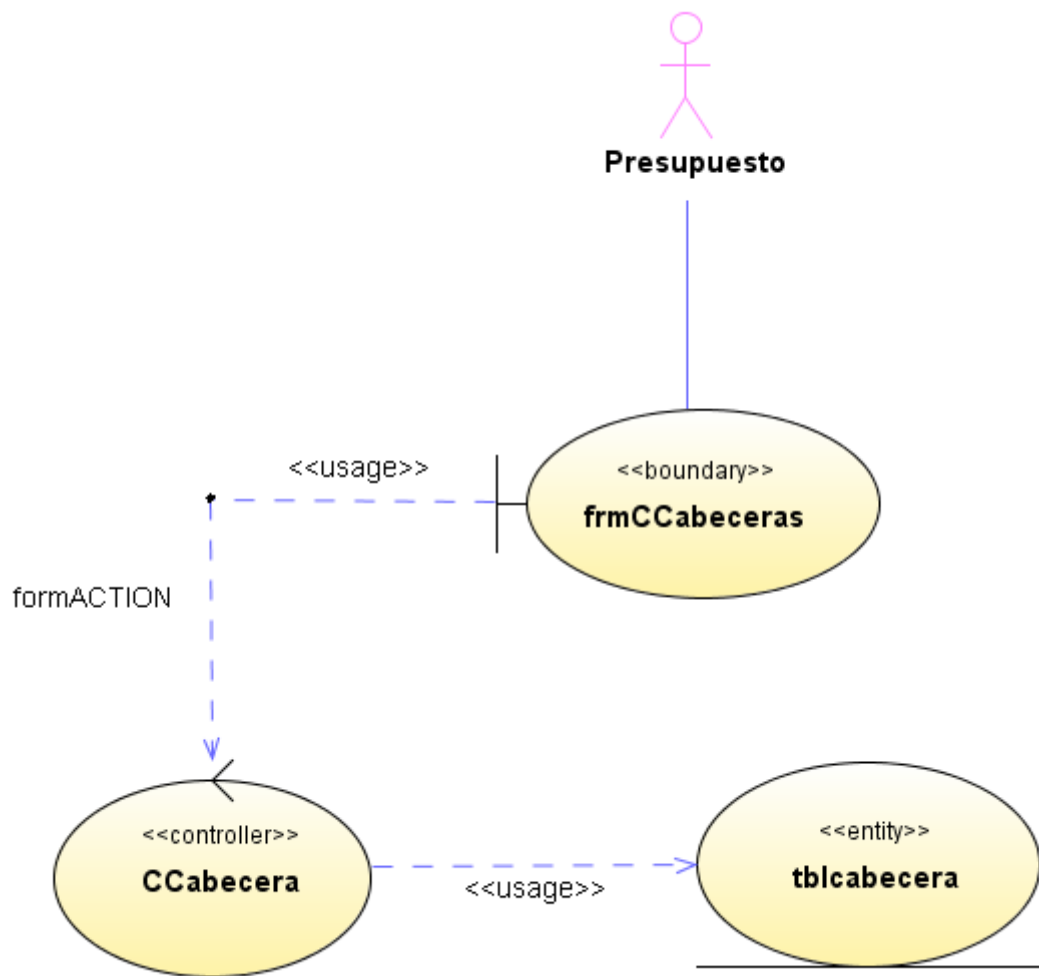 Presupuesto
<<usage>>
<<boundary>>
frmCCabeceras
formACTION
<<controller>>
CCabecera
<<usage>>
<<entity>>
tblcabecera